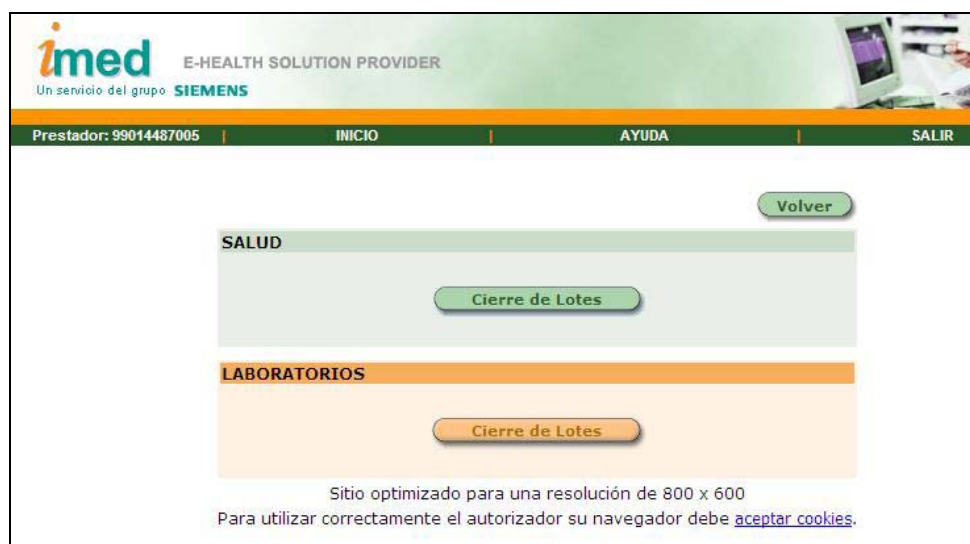 imed E-HEALTH SOLUTION PROVIDER
Un servicio del grupo SIEMENS
Prestador: 99014487005 | INICIO | AYUDA | SALIR
Volver
SALUD
Cierre de Lotes
LABORATORIOS
Cierre de Lotes
Sitio optimizado para una resolución de 800 x 600
Para utilizar correctamente el autorizador su navegador debe aceptar cookies.